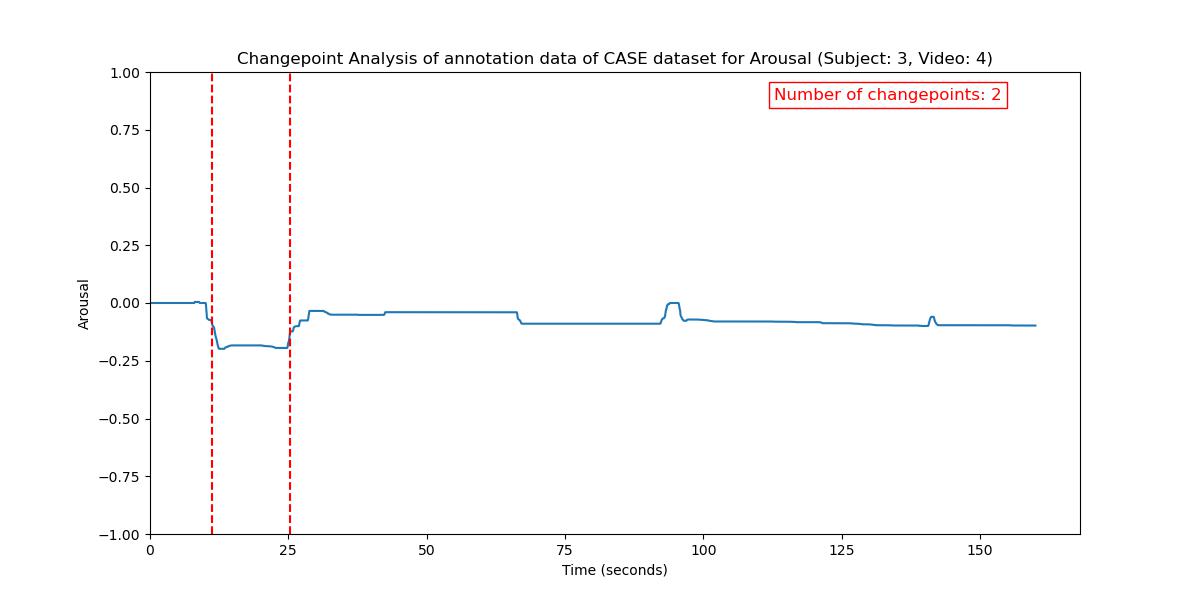 Changepoint Analysis of annotation data of CASE dataset for Arousal (Subject: 3, Video: 4)
Number of changepoints: 2
1.00
0.75
0.50
0.25
0.00
−0.25
−0.50
−0.75
−1.00
Arousal
0 25 50 75 100 125 150
Time (seconds)